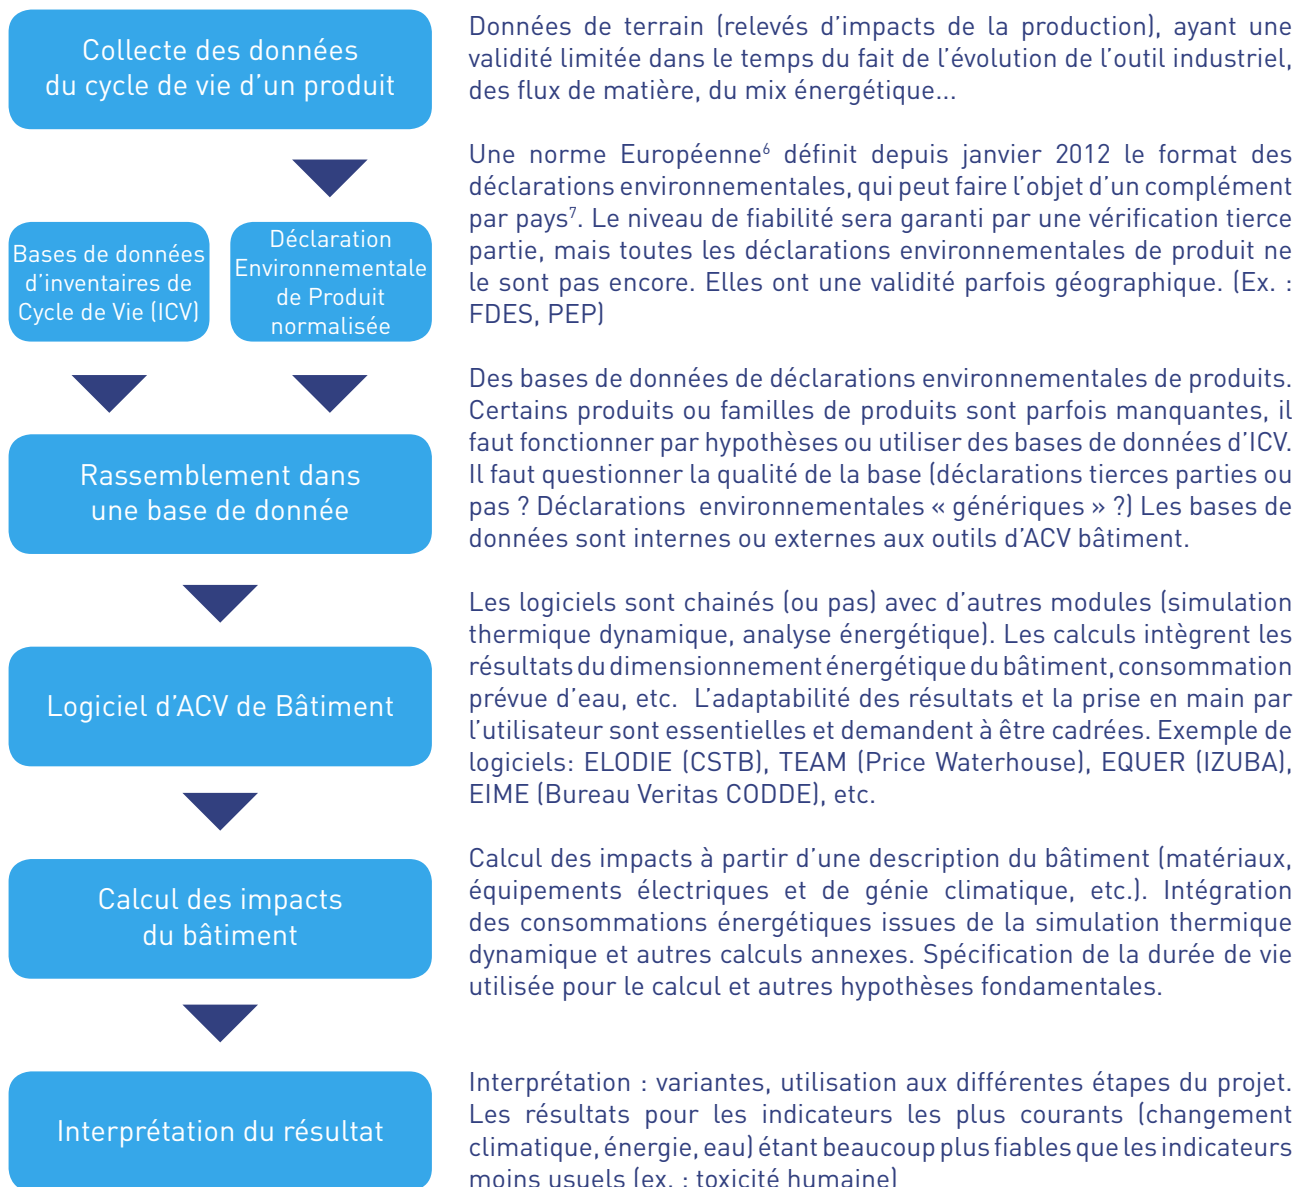 Collecte des données
du cycle de vie d’un produit
Données de terrain (relevés d’impacts de la production), ayant une
validité limitée dans le temps du fait de l’évolution de l’outil industriel,
des flux de matière, du mix énergétique...
Bases de données
d’inventaires de
Cycle de Vie (ICV)
Déclaration
Environnementale
de Produit
normalisée
Une norme Européenne⁶ définit depuis janvier 2012 le format des
déclarations environnementales, qui peut faire l’objet d’un complément
par pays⁷. Le niveau de fiabilité sera garanti par une vérification tierce
partie, mais toutes les déclarations environnementales de produit ne
le sont pas encore. Elles ont une validité parfois géographique. (Ex. :
FDES, PEP)
Rassemblement dans
une base de donnée
Des bases de données de déclarations environnementales de produits.
Certains produits ou familles de produits sont parfois manquantes, il
faut fonctionner par hypothèses ou utiliser des bases de données d’ICV.
Il faut questionner la qualité de la base (déclarations tierces parties ou
pas ? Déclarations environnementales « génériques » ?) Les bases de
données sont internes ou externes aux outils d’ACV bâtiment.
Logiciel d’ACV de Bâtiment
Les logiciels sont chainés (ou pas) avec d’autres modules (simulation
thermique dynamique, analyse énergétique). Les calculs intègrent les
résultats du dimensionnement énergétique du bâtiment, consommation
prévue d’eau, etc. L’adaptabilité des résultats et la prise en main par
l’utilisateur sont essentielles et demandent à être cadrées. Exemple de
logiciels: ELODIE (CSTB), TEAM (Price Waterhouse), EQUER (IZUBA),
EIME (Bureau Veritas CODDE), etc.
Calcul des impacts
du bâtiment
Calcul des impacts à partir d’une description du bâtiment (matériaux,
équipements électriques et de génie climatique, etc.). Intégration
des consommations énergétiques issues de la simulation thermique
dynamique et autres calculs annexes. Spécification de la durée de vie
utilisée pour le calcul et autres hypothèses fondamentales.
Interprétation du résultat
Interprétation : variantes, utilisation aux différentes étapes du projet.
Les résultats pour les indicateurs les plus courants (changement
climatique, énergie, eau) étant beaucoup plus fiables que les indicateurs
moins usuels (ex. : toxicité humaine)